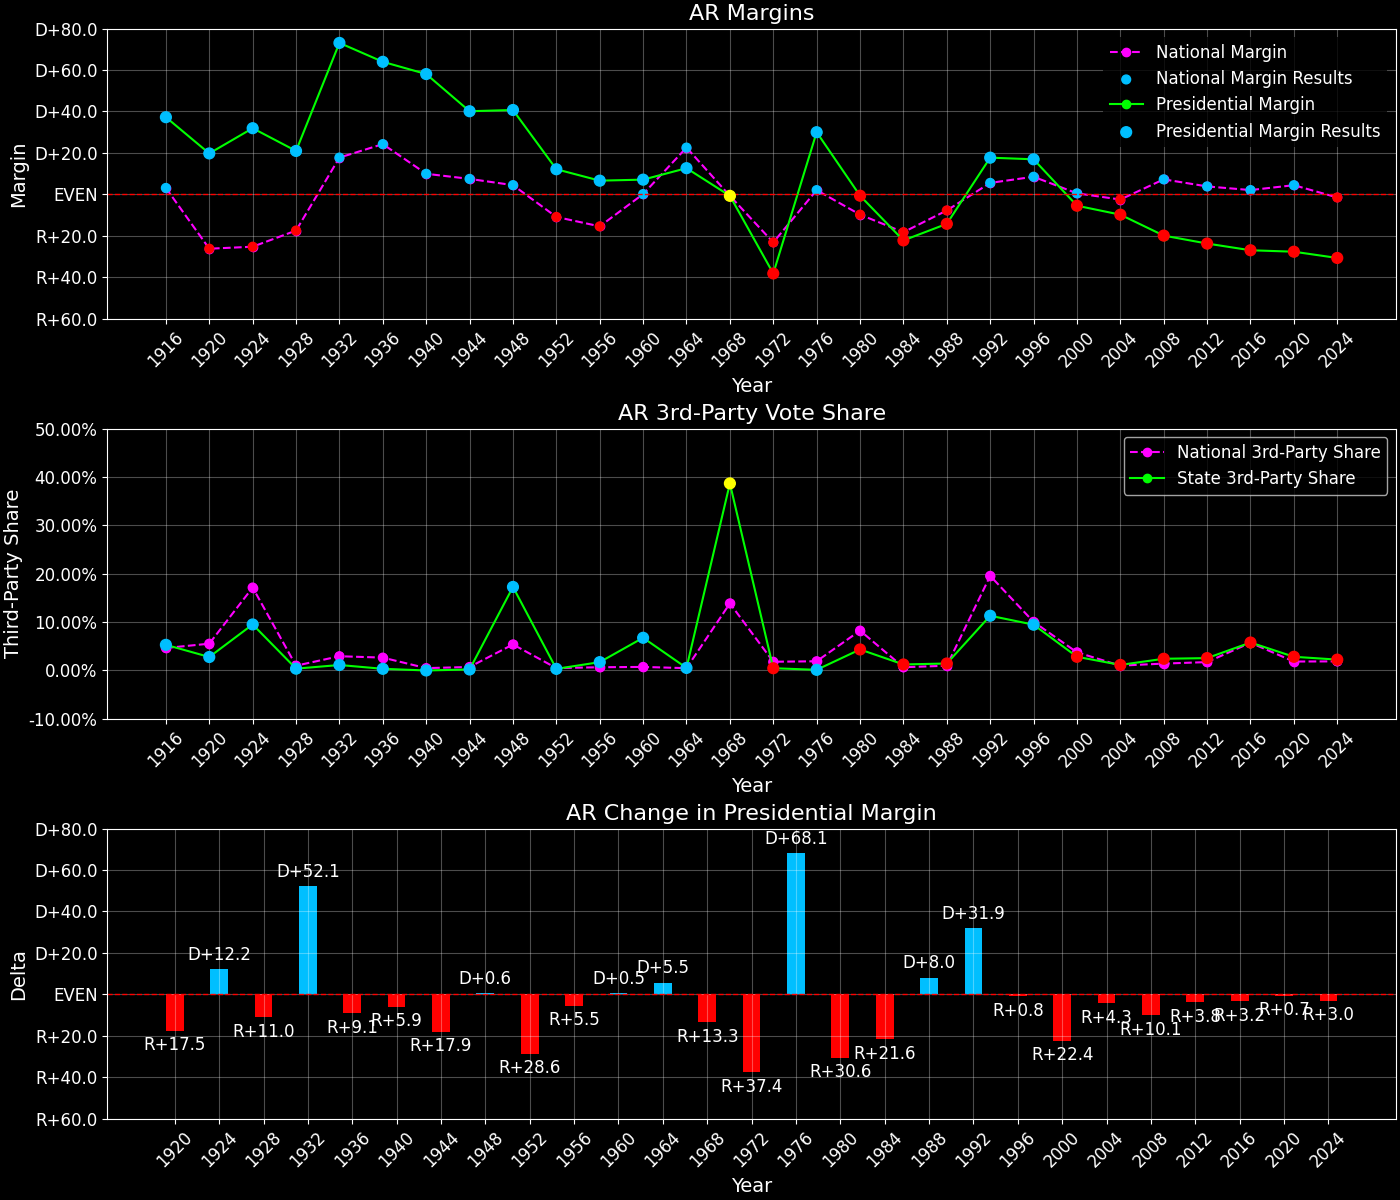 AR Margins
D+80.0
D+60.0
D+40.0
D+20.0
EVEN
R+20.0
R+40.0
R+60.0
Margin
National Margin
National Margin Results
Presidential Margin
Presidential Margin Results
1916 1920 1924 1928 1932 1936 1940 1944 1948 1952 1956 1960 1964 1968 1972 1976 1980 1984 1988 1992 1996 2000 2004 2008 2012 2016 2020 2024
Year
AR 3rd-Party Vote Share
50.00%
40.00%
30.00%
20.00%
10.00%
0.00%
-10.00%
Third-Party Share
National 3rd-Party Share
State 3rd-Party Share
1916 1920 1924 1928 1932 1936 1940 1944 1948 1952 1956 1960 1964 1968 1972 1976 1980 1984 1988 1992 1996 2000 2004 2008 2012 2016 2020 2024
Year
AR Change in Presidential Margin
D+80.0
D+60.0
D+40.0
D+20.0
EVEN
R+20.0
R+40.0
R+60.0
Delta
R+17.5
D+12.2
R+11.0
D+52.1
R+9.1
R+5.9
R+17.9
D+0.6
R+28.6
R+5.5
D+0.5
D+5.5
R+13.3
R+37.4
D+68.1
R+30.6
R+21.6
D+8.0
D+31.9
R+0.8
R+22.4
R+4.3
R+10.1
R+3.8
R+3.2
R+0.7
R+3.0
1920 1924 1928 1932 1936 1940 1944 1948 1952 1956 1960 1964 1968 1972 1976 1980 1984 1988 1992 1996 2000 2004 2008 2012 2016 2020 2024
Year